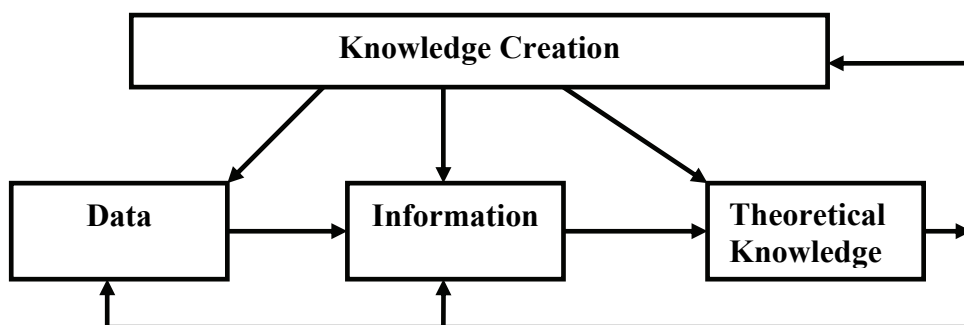 Knowledge Creation
Data
Information
Theoretical
Knowledge